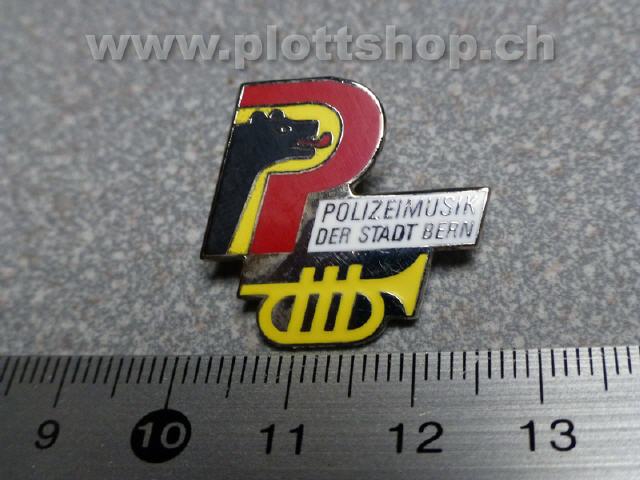 www.plottshop.ch
POLIZEIMUSIK
DER STADT BERN
9 10 11 12 13